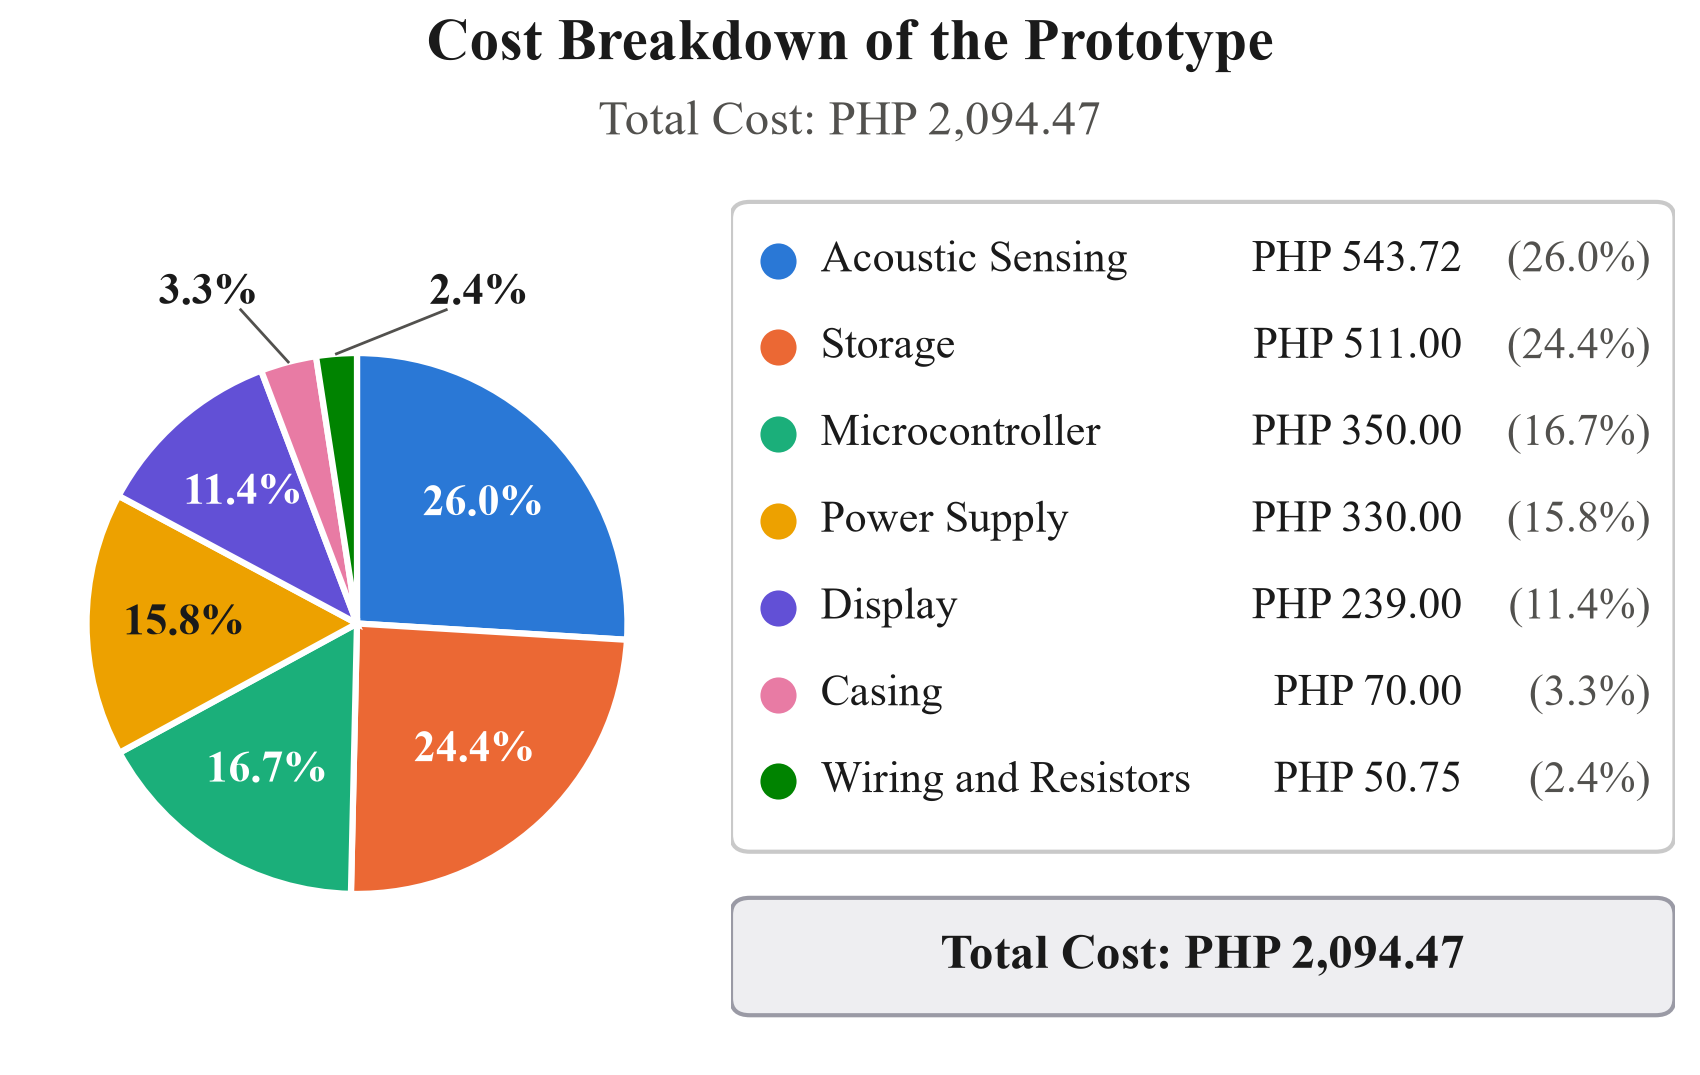 Cost Breakdown of the Prototype
Total Cost: PHP 2,094.47
3.3%
2.4%
11.4%
26.0%
15.8%
16.7%
24.4%
Acoustic Sensing PHP 543.72 (26.0%)
Storage PHP 511.00 (24.4%)
Microcontroller PHP 350.00 (16.7%)
Power Supply PHP 330.00 (15.8%)
Display PHP 239.00 (11.4%)
Casing PHP 70.00 (3.3%)
Wiring and Resistors PHP 50.75 (2.4%)
Total Cost: PHP 2,094.47